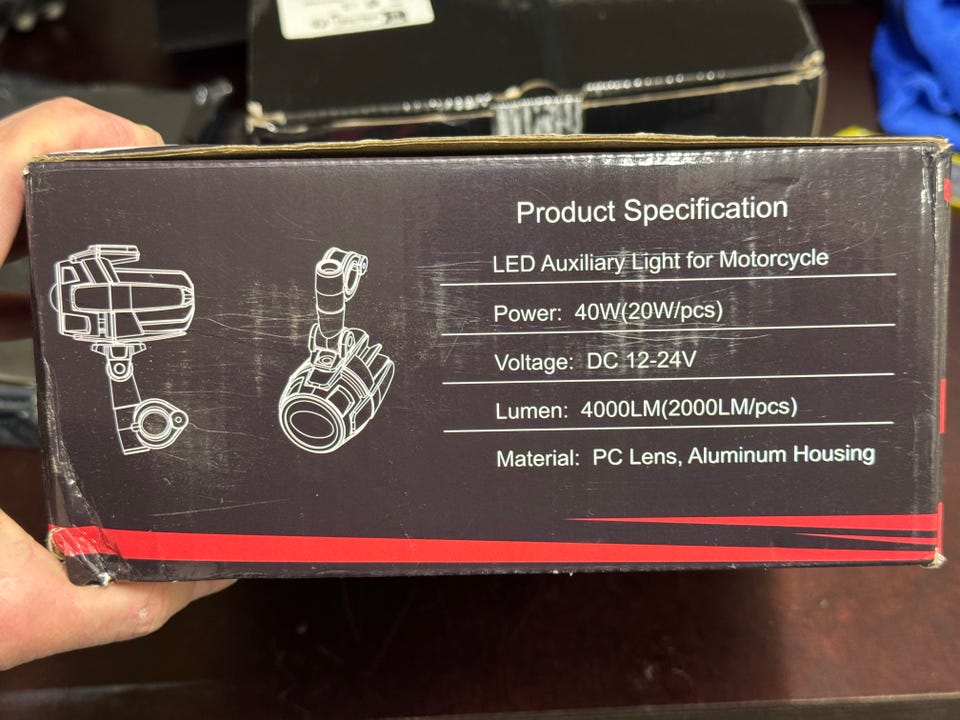 Product Specification
LED Auxiliary Light for Motorcycle
Power: 40W(20W/pcs)
Voltage: DC 12-24V
Lumen: 4000LM(2000LM/pcs)
Material: PC Lens, Aluminum Housing